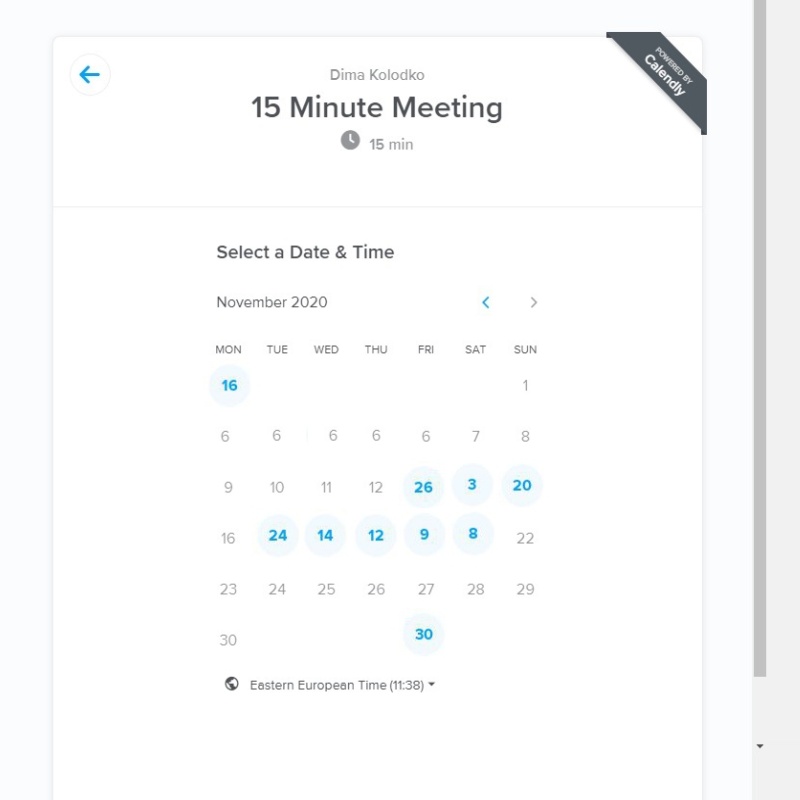 POWERED BY
Calendly
Dima Kolodko
15 Minute Meeting
15 min
Select a Date & Time
November 2020
MON TUE WED THU FRI SAT SUN
16 1
6 6 6 6 6 7 8
9 10 11 12 26 3 20
16 24 14 12 9 8 22
23 24 25 26 27 28 29
30 30
Eastern European Time (11:38)